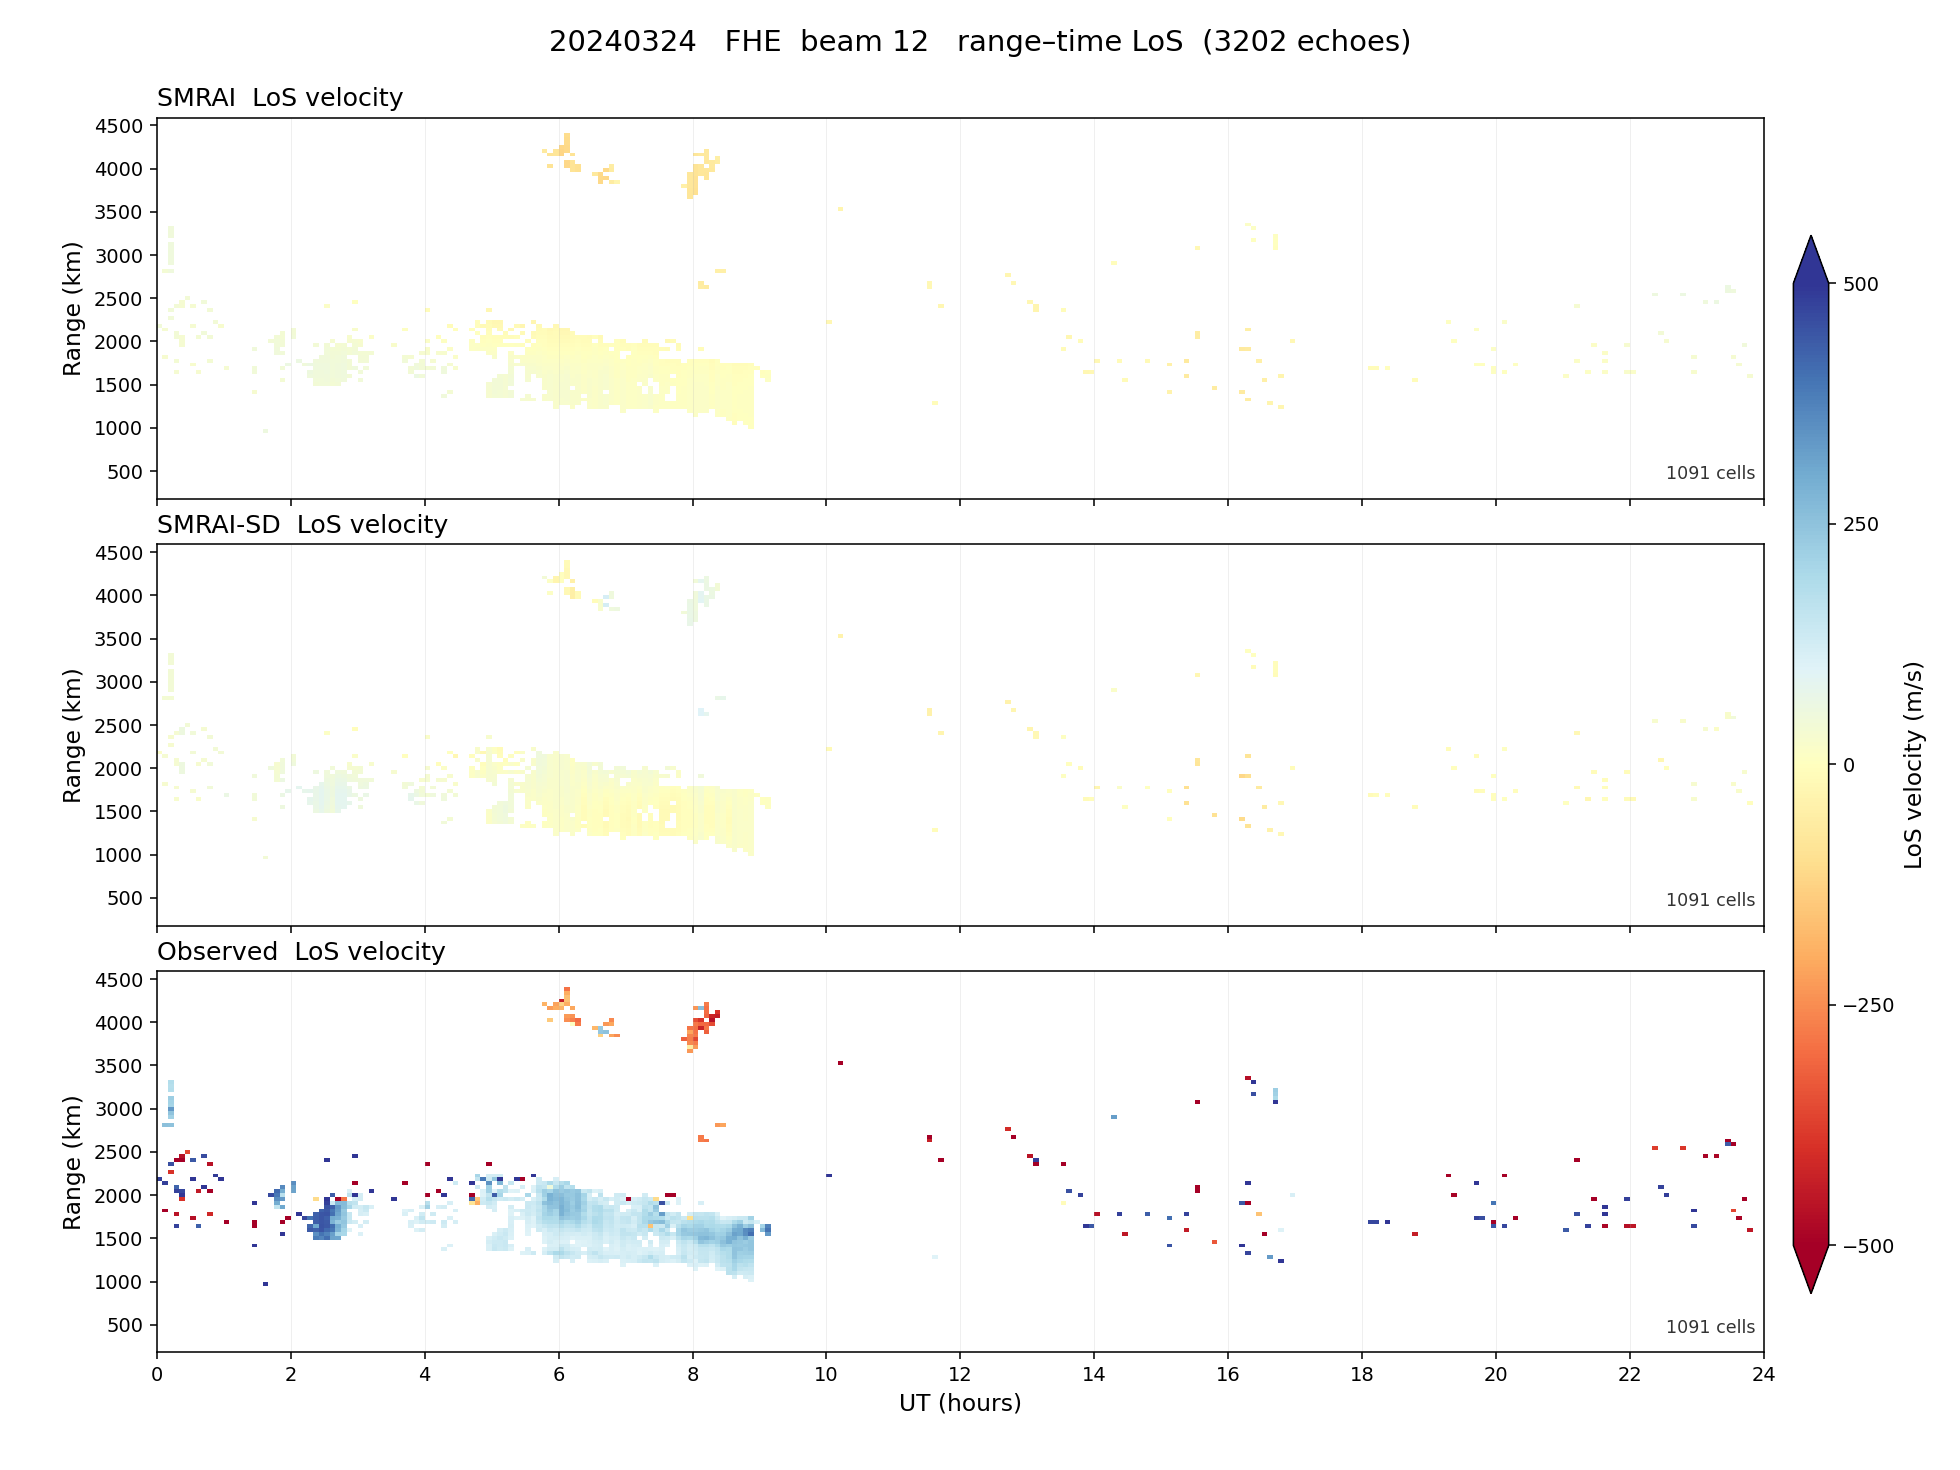 20240324 FHE beam 12 range–time LoS (3202 echoes)
SMRAI LoS velocity
4500
4000
3500
3000
2500
2000
1500
1000
500
Range (km)
1091 cells
SMRAI-SD LoS velocity
4500
4000
3500
3000
2500
2000
1500
1000
500
Range (km)
1091 cells
Observed LoS velocity
4500
4000
3500
3000
2500
2000
1500
1000
500
Range (km)
1091 cells
0 2 4 6 8 10 12 14 16 18 20 22 24
UT (hours)
500
250
0
−250
−500
LoS velocity (m/s)